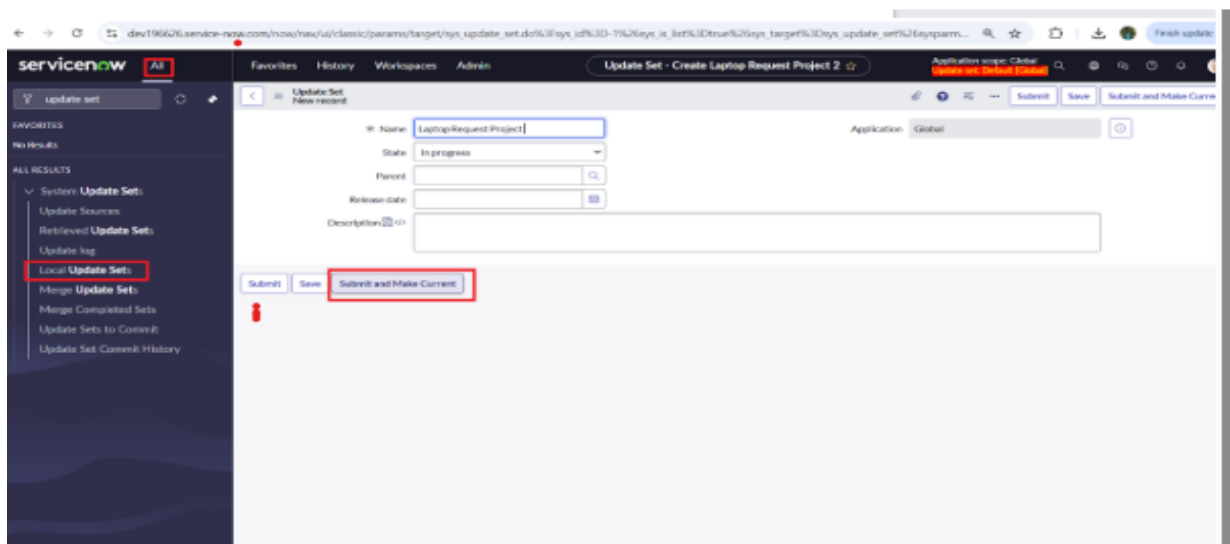 dev196626.service-now.com/now/nav/ui/classic/params/target/sys_update_set.do%3Fsys_id%3D-1%26sys_is_list%3Dtrue%26sys_target%3Dsys_update_set%26sysparm...
Finish update
servicenow All Favorites History Workspaces Admin Update Set - Create Laptop Request Project 2 Application scope: Global
Update set: Default [Global]
update set
Update Set
New record
Submit Save Submit and Make Curre
FAVORITES
No Results
Name Laptop Request Project
Application Global
State In progress
ALL RESULTS
Parent
System Update Sets
Release date
Update Sources
Description
Retrieved Update Sets
Update log
Local Update Sets
Submit Save Submit and Make Current
Merge Update Sets
Merge Completed Sets
Update Sets to Commit
Update Set Commit History